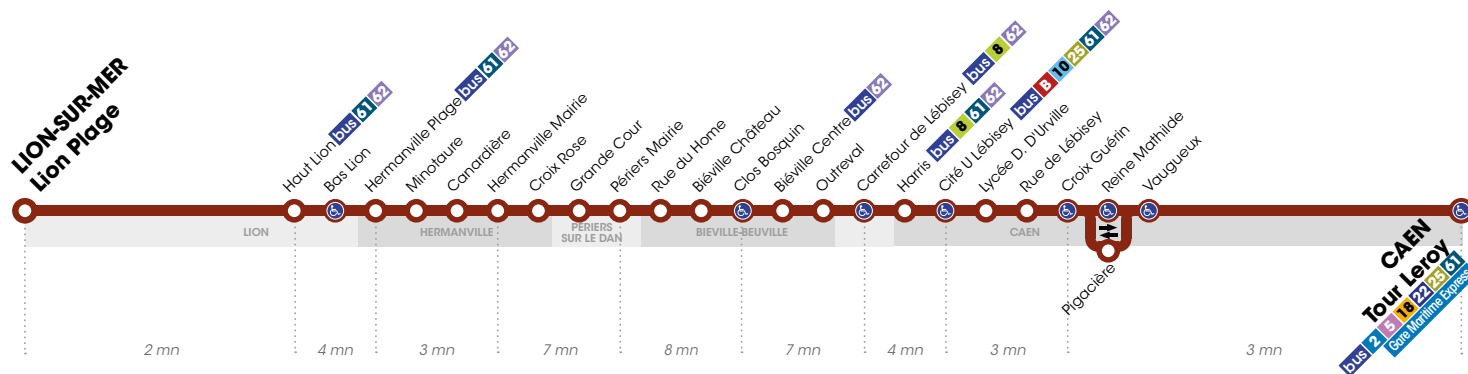 LION-SUR-MER
Lion Plage
Haut Lion bus 61 62
Bas Lion
Hermanville Plage bus 61 62
Minotaure
Canardière
Hermanville Mairie
Croix Rose
Grande Cour
Périers Mairie
Rue du Home
Biéville Château
Clos Bosquin
Biéville Centre bus 62
Outreval
Carrefour de Lébisey bus 8 62
Harris bus 8 61 62
Cité U Lébisey bus B 10 25 61 62
Lycée D. D'Urville
Rue de Lébisey
Croix Guérin
Reine Mathilde
Vaugueux
LION
HERMANVILLE
PÉRIERS
SUR LE DAN
BIEVILLE-BEUVILLE
CAEN
Pigacière
CAEN
Tour Leroy
bus 2 5 18 22 25 61
Gare Maritime Express
2 mn
4 mn
3 mn
7 mn
8 mn
7 mn
4 mn
3 mn
3 mn